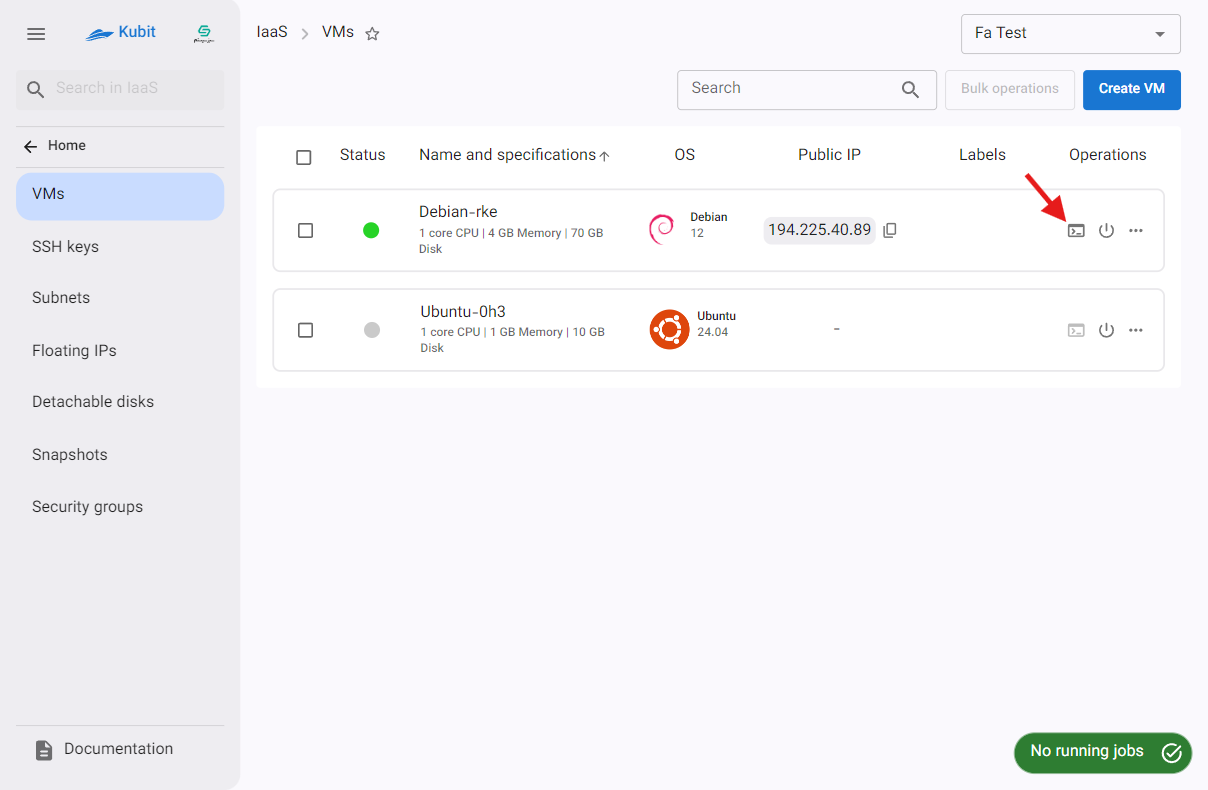 Kubit
IaaS > VMs
Fa Test
Search in IaaS
Search
Bulk operations
Create VM
Home
VMs
SSH keys
Subnets
Floating IPs
Detachable disks
Snapshots
Security groups
Documentation
Status
Name and specifications
OS
Public IP
Labels
Operations
Debian-rke
1 core CPU | 4 GB Memory | 70 GB
Disk
Debian
12
194.225.40.89
Ubuntu-0h3
1 core CPU | 1 GB Memory | 10 GB
Disk
Ubuntu
24.04
-
No running jobs